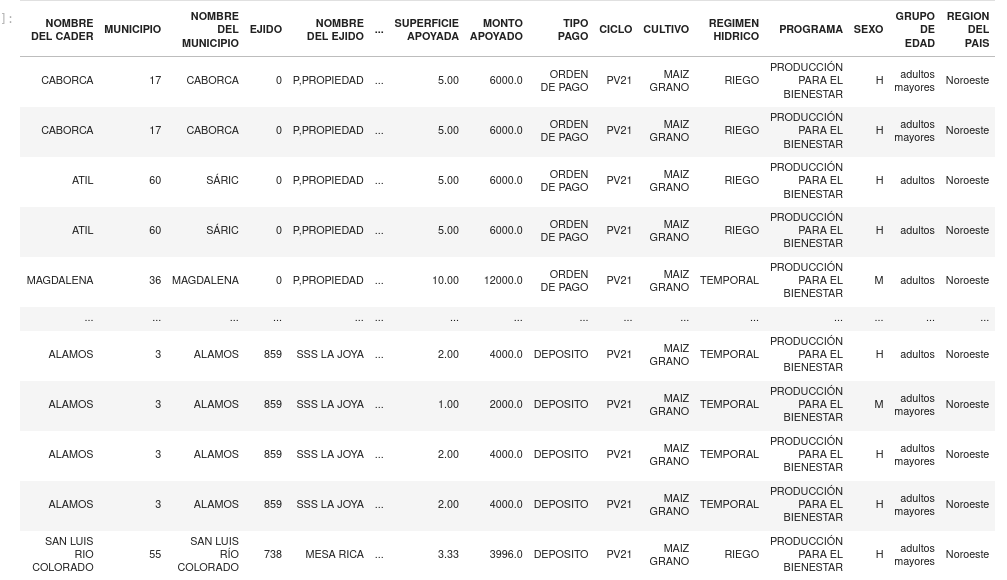 ]:
NOMBRE DEL CADER MUNICIPIO NOMBRE DEL MUNICIPIO EJIDO NOMBRE DEL EJIDO ... SUPERFICIE APOYADA MONTO APOYADO TIPO PAGO CICLO CULTIVO REGIMEN HIDRICO PROGRAMA SEXO GRUPO DE EDAD REGION DEL PAIS
CABORCA 17 CABORCA 0 P,PROPIEDAD ... 5.00 6000.0 ORDEN DE PAGO PV21 MAIZ GRANO RIEGO PRODUCCIÓN PARA EL BIENESTAR H adultos mayores Noroeste
CABORCA 17 CABORCA 0 P,PROPIEDAD ... 5.00 6000.0 ORDEN DE PAGO PV21 MAIZ GRANO RIEGO PRODUCCIÓN PARA EL BIENESTAR H adultos mayores Noroeste
ATIL 60 SÁRIC 0 P,PROPIEDAD ... 5.00 6000.0 ORDEN DE PAGO PV21 MAIZ GRANO RIEGO PRODUCCIÓN PARA EL BIENESTAR H adultos Noroeste
ATIL 60 SÁRIC 0 P,PROPIEDAD ... 5.00 6000.0 ORDEN DE PAGO PV21 MAIZ GRANO RIEGO PRODUCCIÓN PARA EL BIENESTAR H adultos Noroeste
MAGDALENA 36 MAGDALENA 0 P,PROPIEDAD ... 10.00 12000.0 ORDEN DE PAGO PV21 MAIZ GRANO TEMPORAL PRODUCCIÓN PARA EL BIENESTAR M adultos Noroeste
... ... ... ... ... ... ... ... ... ... ... ... ... ... ... ...
ALAMOS 3 ALAMOS 859 SSS LA JOYA ... 2.00 4000.0 DEPOSITO PV21 MAIZ GRANO TEMPORAL PRODUCCIÓN PARA EL BIENESTAR H adultos Noroeste
ALAMOS 3 ALAMOS 859 SSS LA JOYA ... 1.00 2000.0 DEPOSITO PV21 MAIZ GRANO TEMPORAL PRODUCCIÓN PARA EL BIENESTAR M adultos mayores Noroeste
ALAMOS 3 ALAMOS 859 SSS LA JOYA ... 2.00 4000.0 DEPOSITO PV21 MAIZ GRANO TEMPORAL PRODUCCIÓN PARA EL BIENESTAR H adultos mayores Noroeste
ALAMOS 3 ALAMOS 859 SSS LA JOYA ... 2.00 4000.0 DEPOSITO PV21 MAIZ GRANO TEMPORAL PRODUCCIÓN PARA EL BIENESTAR H adultos mayores Noroeste
SAN LUIS RIO COLORADO 55 SAN LUIS RÍO COLORADO 738 MESA RICA ... 3.33 3996.0 DEPOSITO PV21 MAIZ GRANO RIEGO PRODUCCIÓN PARA EL BIENESTAR H adultos mayores Noroeste